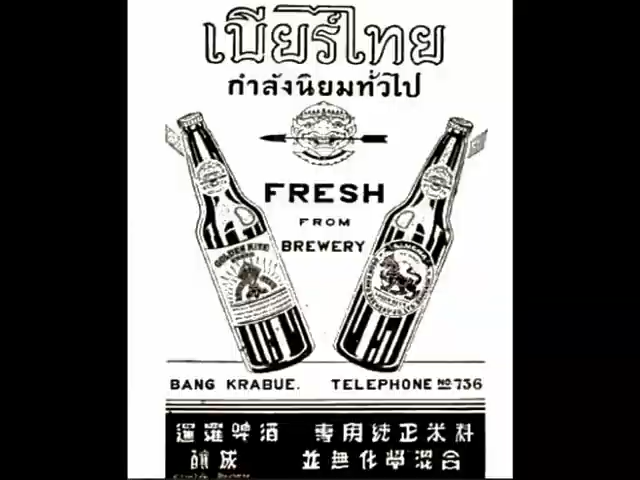 เบียร์ไทย
กำลังนิยมทั่วไป
FRESH
FROM
BREWERY
GOLDEN KITE
BANG KRABUE. TELEPHONE No 736
暹羅啤酒 專用純正米料
釀成 並無化學混合